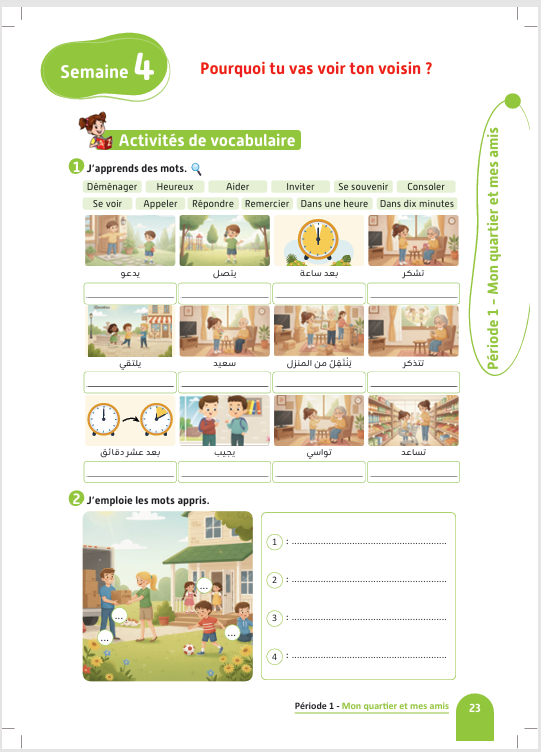 Semaine 4
Pourquoi tu vas voir ton voisin ?
Activités de vocabulaire
1 J'apprends des mots.
Déménager Heureux Aider Inviter Se souvenir Consoler
Se voir Appeler Répondre Remercier Dans une heure Dans dix minutes
يدعو يتصل بعد ساعة تشكر
يلتقي سعيد يَنْتَقِلُ من المنزل تتذكر
بعد عشر دقائق يجيب تواسي تساعد
2 J'emploie les mots appris.
... ... ... ...
1 : ....................................................
2 : ....................................................
3 : ....................................................
4 : ....................................................
Période 1 - Mon quartier et mes amis
Période 1 - Mon quartier et mes amis 23